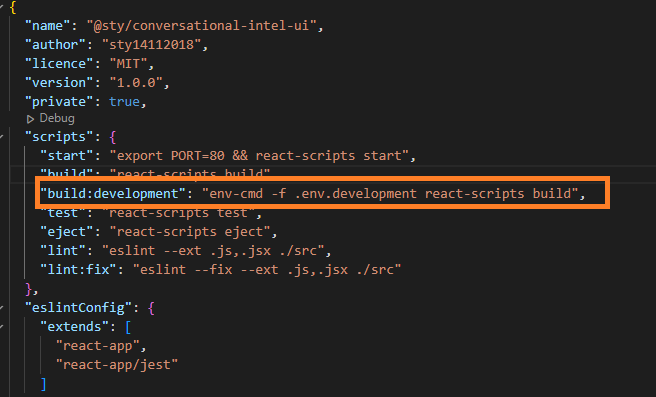 {
"name": "@sty/conversational-intel-ui",
"author": "sty14112018",
"licence": "MIT",
"version": "1.0.0",
"private": true,
Debug
"scripts": {
"start": "export PORT=80 && react-scripts start",
"build": "react-scripts build",
"build:development": "env-cmd -f .env.development react-scripts build",
"test": "react-scripts test",
"eject": "react-scripts eject",
"lint": "eslint --ext .js,.jsx ./src",
"lint:fix": "eslint --fix --ext .js,.jsx ./src"
},
"eslintConfig": {
"extends": [
"react-app",
"react-app/jest"
]